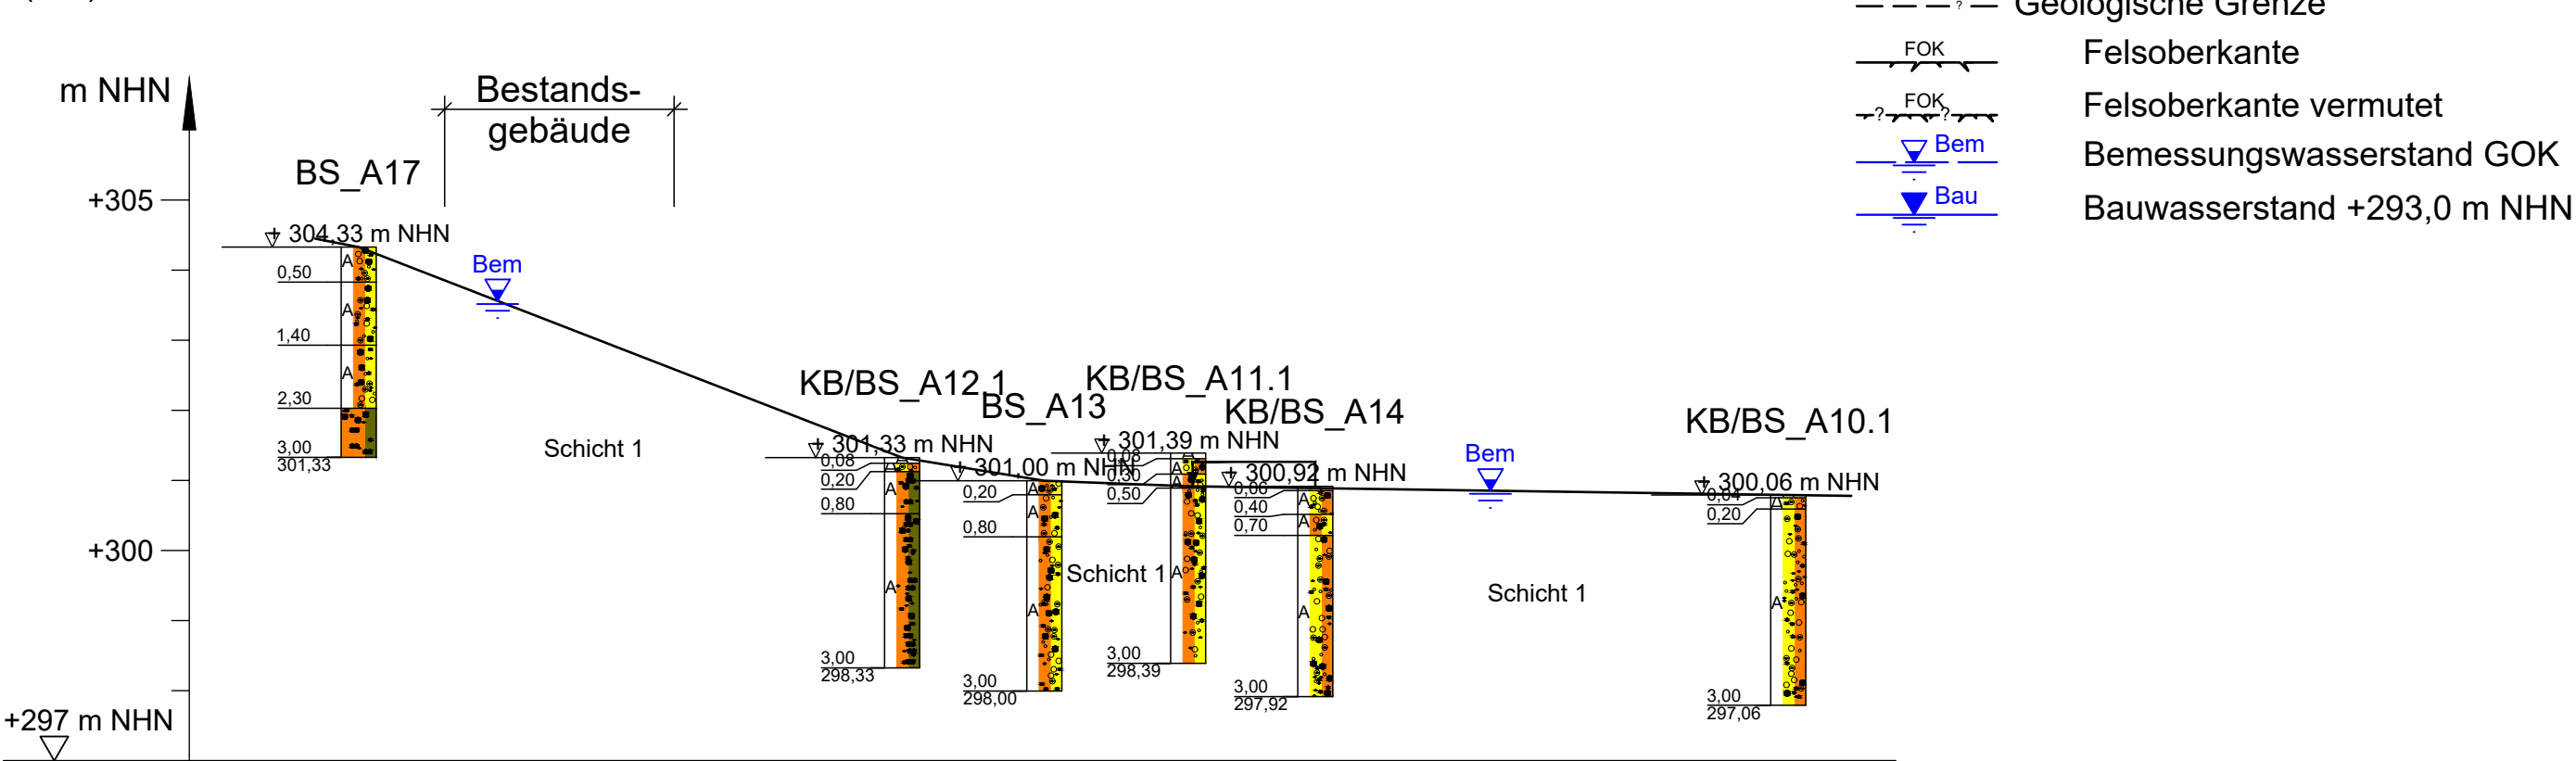 ? Geologische Grenze
FOK Felsoberkante
? FOK ? Felsoberkante vermutet
Bem Bemessungswasserstand GOK
Bau Bauwasserstand +293,0 m NHN
m NHN
Bestands-
gebäude
+305
+300
+297 m NHN
BS_A17
+ 304,33 m NHN
A
0,50
A
1,40
A
2,30
3,00
301,33
Bem
Schicht 1
KB/BS_A12.1
+ 301,33 m NHN
A
0,08
0,20
A
0,80
A
3,00
298,33
BS_A13
+ 301,00 m NHN
A
0,20
A
0,80
A
3,00
298,00
Schicht 1
KB/BS_A11.1
+ 301,39 m NHN
A
0,08
A
0,30
A
0,50
A
3,00
298,39
KB/BS_A14
+ 300,92 m NHN
0,06
A
0,40
A
0,70
A
3,00
297,92
Bem
Schicht 1
KB/BS_A10.1
+ 300,06 m NHN
0,04
A
0,20
A
3,00
297,06